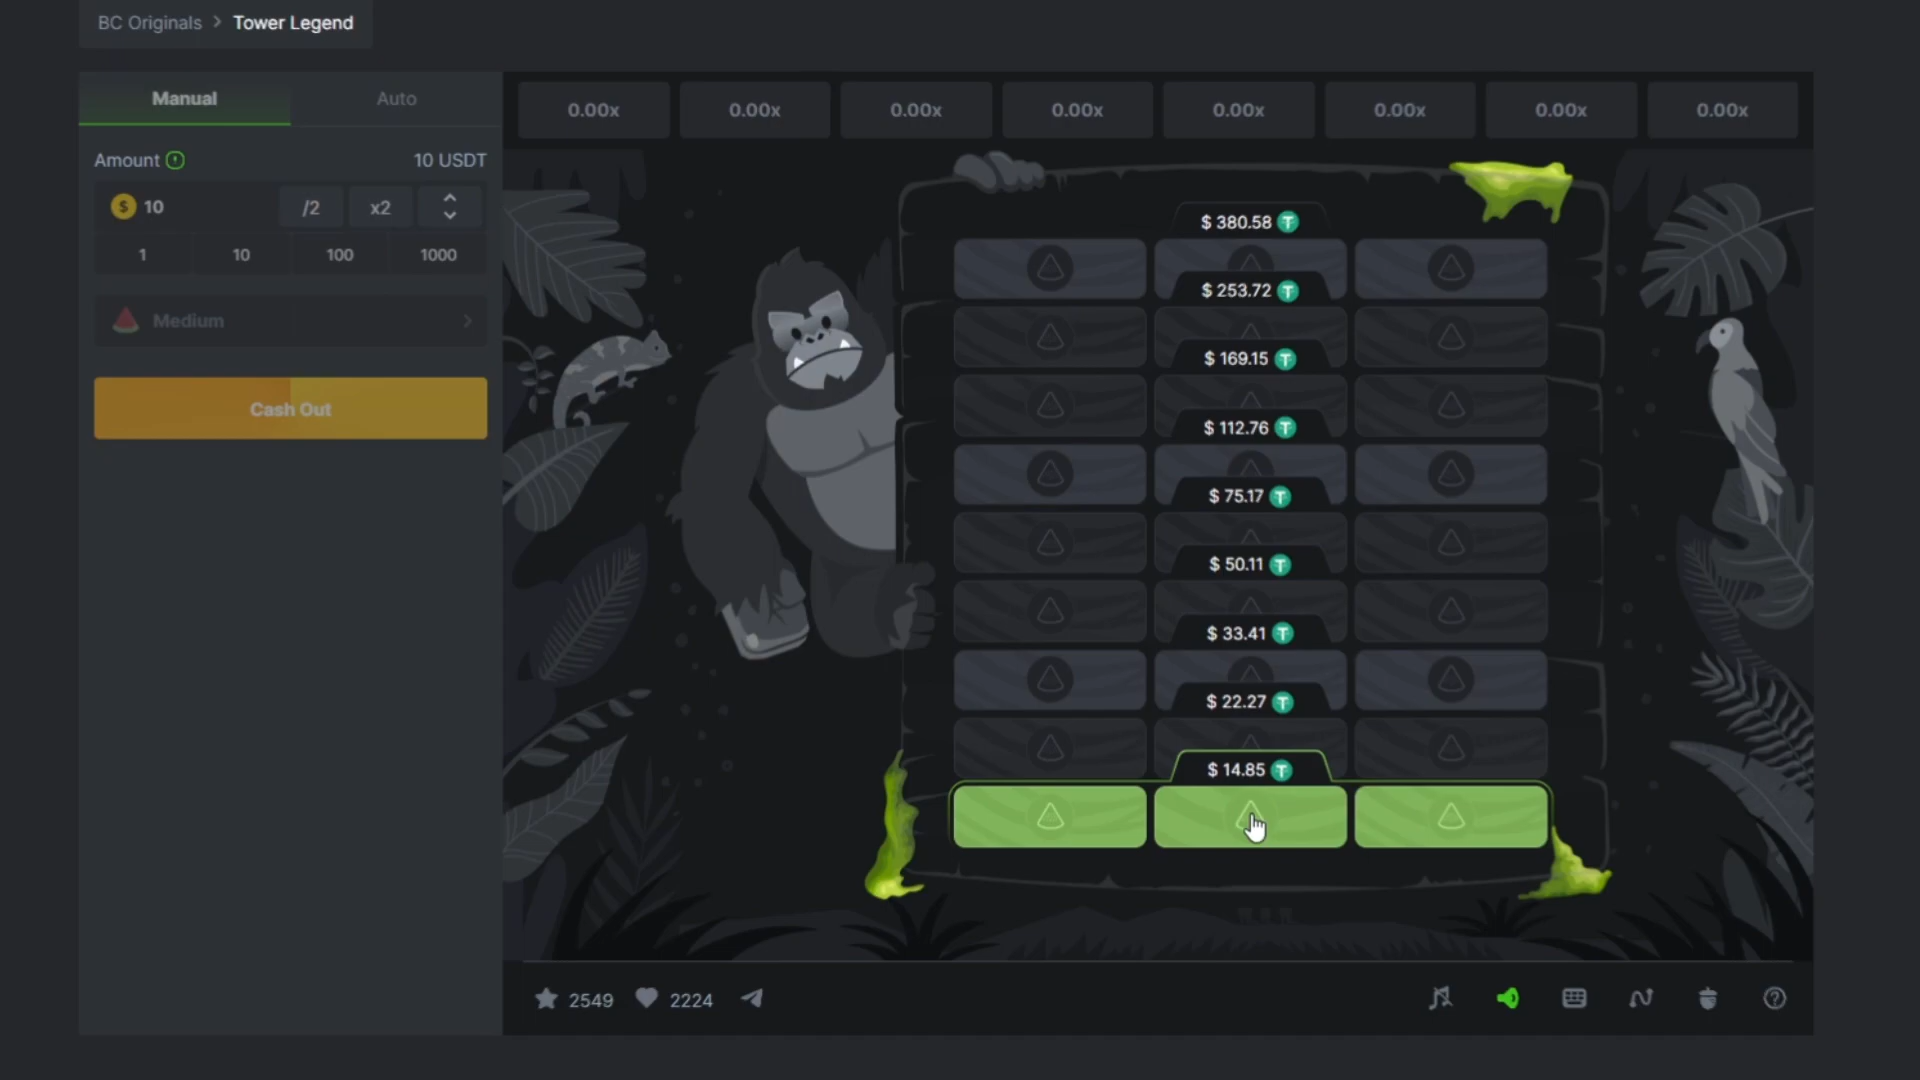 BC Originals > Tower Legend
Manual Auto
Amount 10 USDT
$ 10 /2 x2
1 10 100 1000
Medium
Cash Out
0.00x 0.00x 0.00x 0.00x 0.00x 0.00x 0.00x 0.00x
$ 380.58
$ 253.72
$ 169.15
$ 112.76
$ 75.17
$ 50.11
$ 33.41
$ 22.27
$ 14.85
2549 2224